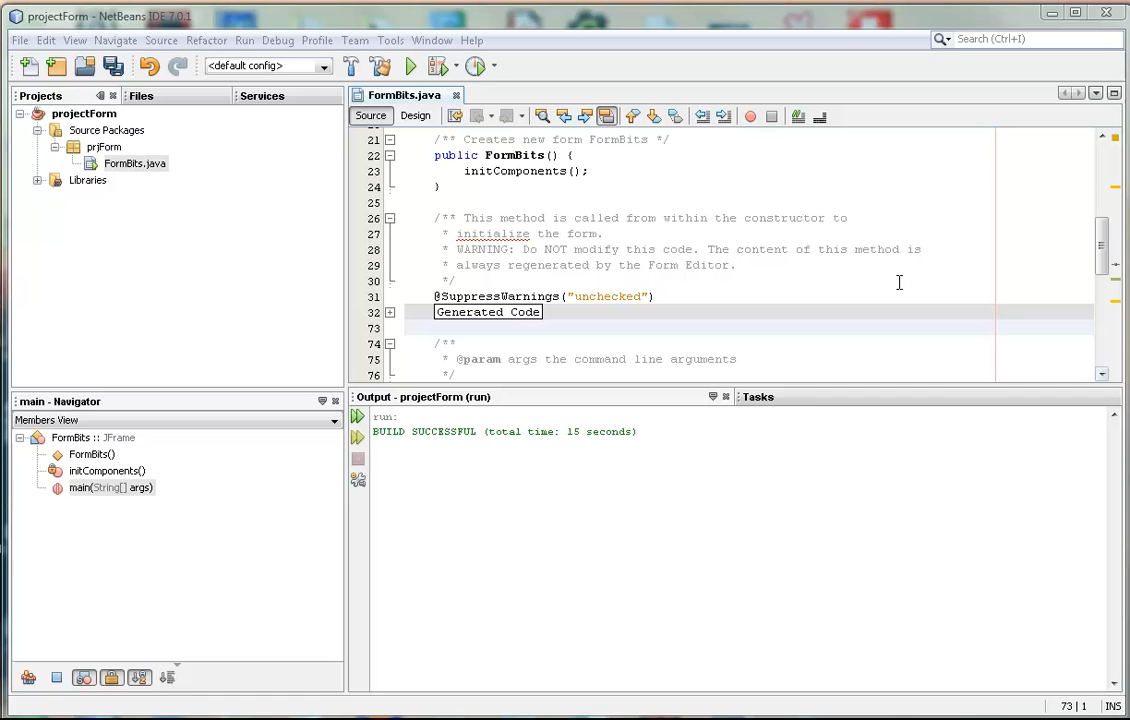 projectForm - NetBeans IDE 7.0.1
File Edit View Navigate Source Refactor Run Debug Profile Team Tools Window Help
Search (Ctrl+I)
<default config>
Projects Files Services
projectForm
Source Packages
prjForm
FormBits.java
Libraries
FormBits.java
Source Design
21 /** Creates new form FormBits */
22 public FormBits() {
23 initComponents();
24 }
25
26 /** This method is called from within the constructor to
27 * initialize the form.
28 * WARNING: Do NOT modify this code. The content of this method is
29 * always regenerated by the Form Editor.
30 */
31 @SuppressWarnings("unchecked")
32 Generated Code
73
74 /**
75 * @param args the command line arguments
76 */
main - Navigator
Members View
FormBits :: JFrame
FormBits()
initComponents()
main(String[] args)
Output - projectForm (run) Tasks
run:
BUILD SUCCESSFUL (total time: 15 seconds)
73 | 1 INS